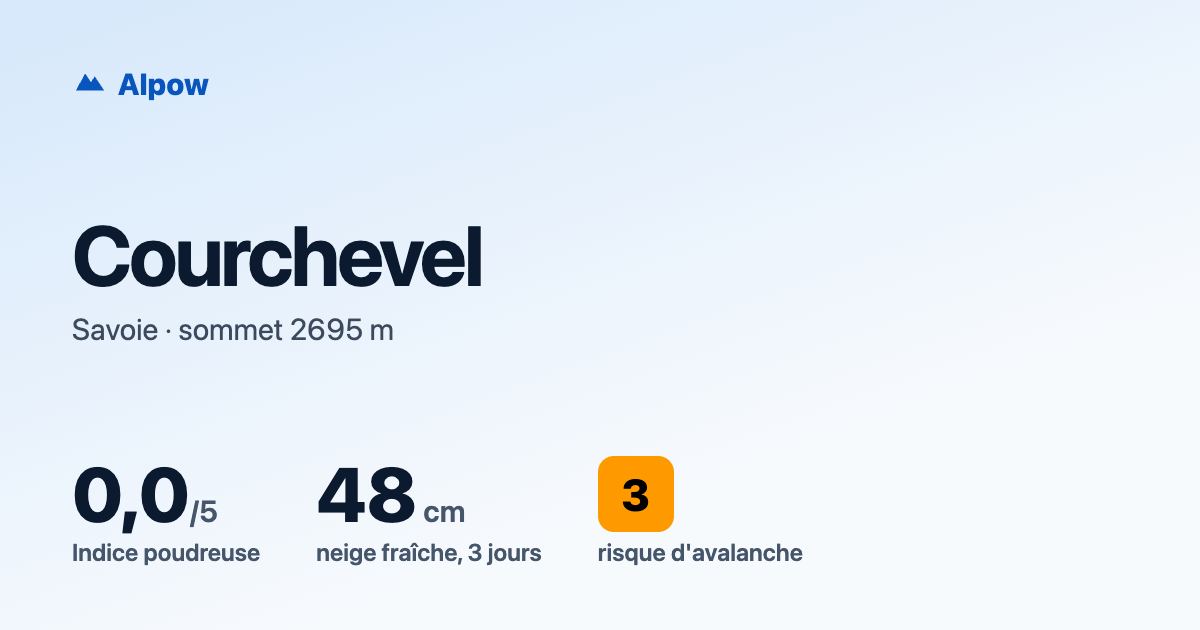 Alpow
Courchevel
Savoie · sommet 2695 m
0,0/5
Indice poudreuse
48 cm
neige fraîche, 3 jours
3
risque d'avalanche